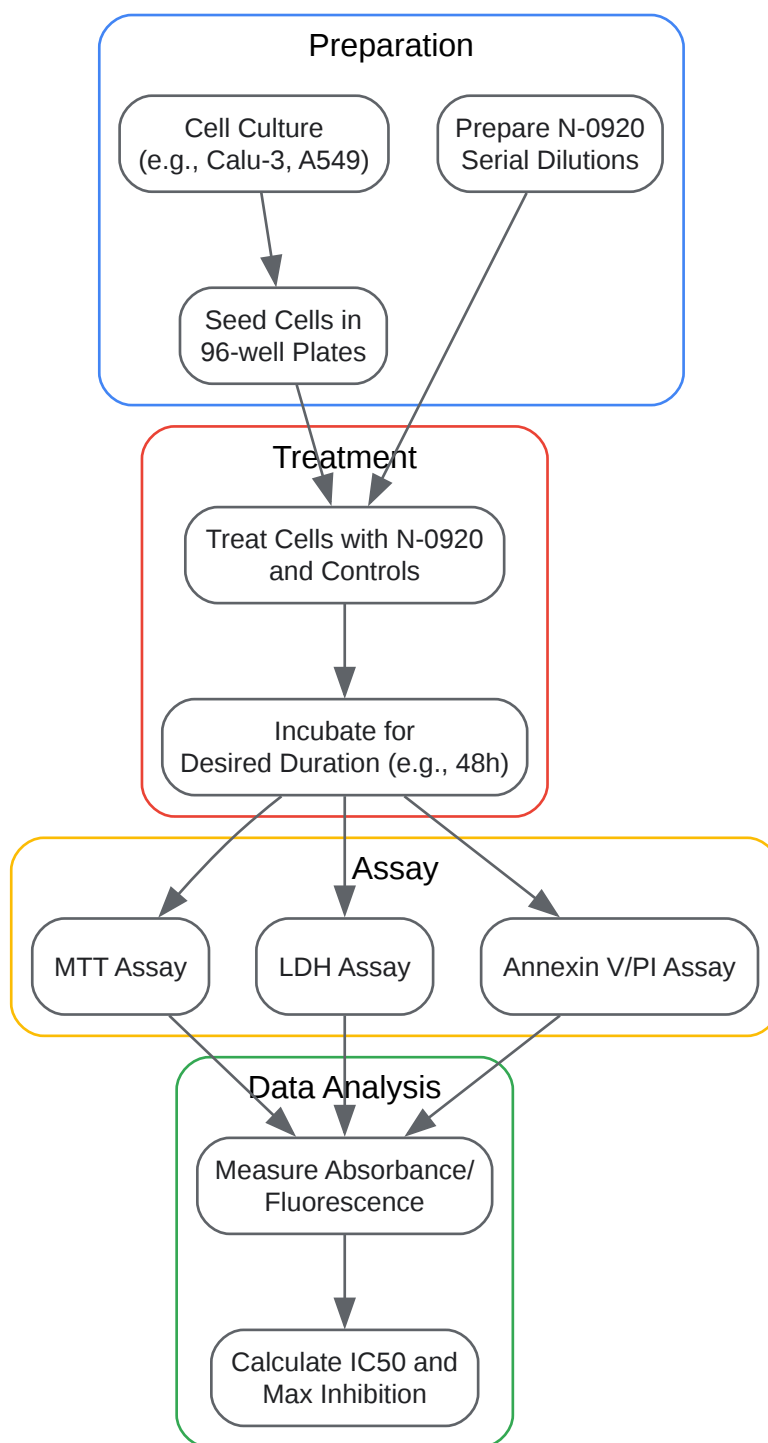 Preparation
Cell Culture
(e.g., Calu-3, A549)
Prepare N-0920
Serial Dilutions
Seed Cells in
96-well Plates
Treatment
Treat Cells with N-0920
and Controls
Incubate for
Desired Duration (e.g., 48h)
Assay
MTT Assay
LDH Assay
Annexin V/PI Assay
Data Analysis
Measure Absorbance/
Fluorescence
Calculate IC50 and
Max Inhibition